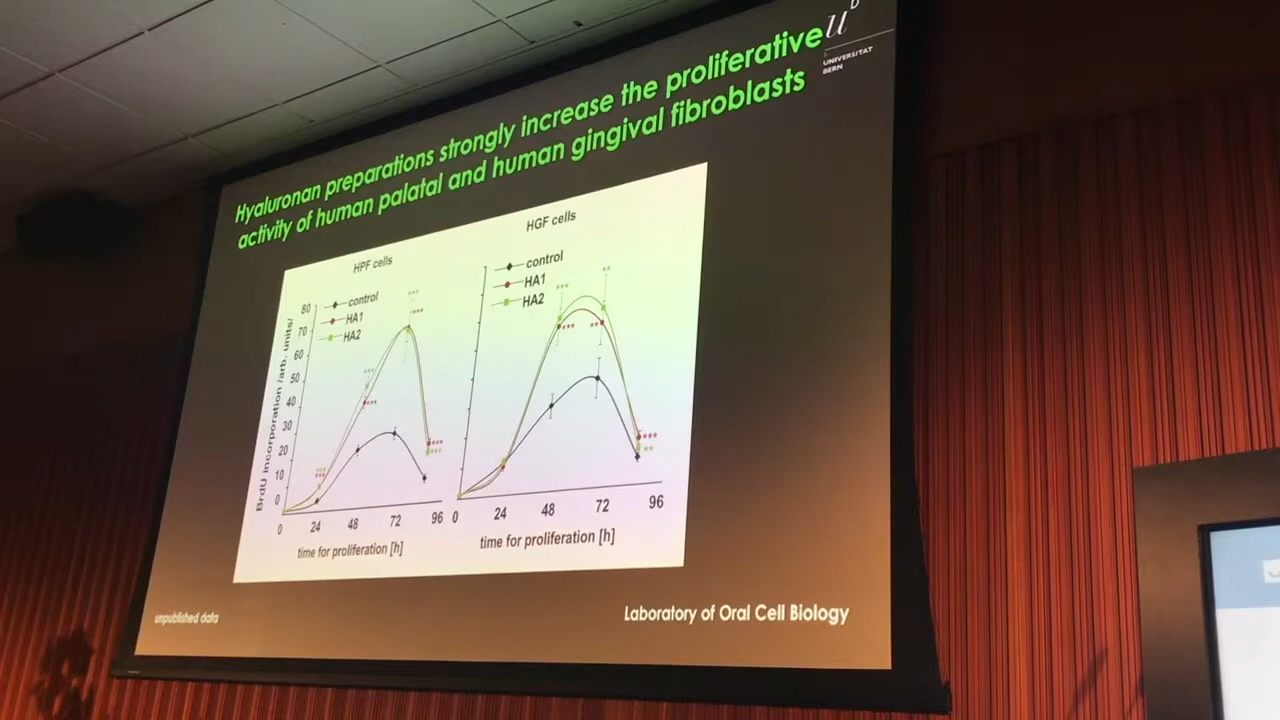 Hyaluronan preparations strongly increase the proliferative
activity of human palatal and human gingival fibroblasts
u
b
UNIVERSITÄT
BERN
HPF cells
control
HA1
HA2
BrdU incorporation /arb. units/
80
70
60
50
40
30
20
10
0
***
***
***
***
***
***
***
***
0 24 48 72 96
time for proliferation [h]
HGF cells
control
HA1
HA2
***
**
***
**
***
**
0 24 48 72 96
time for proliferation [h]
unpublished data
Laboratory of Oral Cell Biology